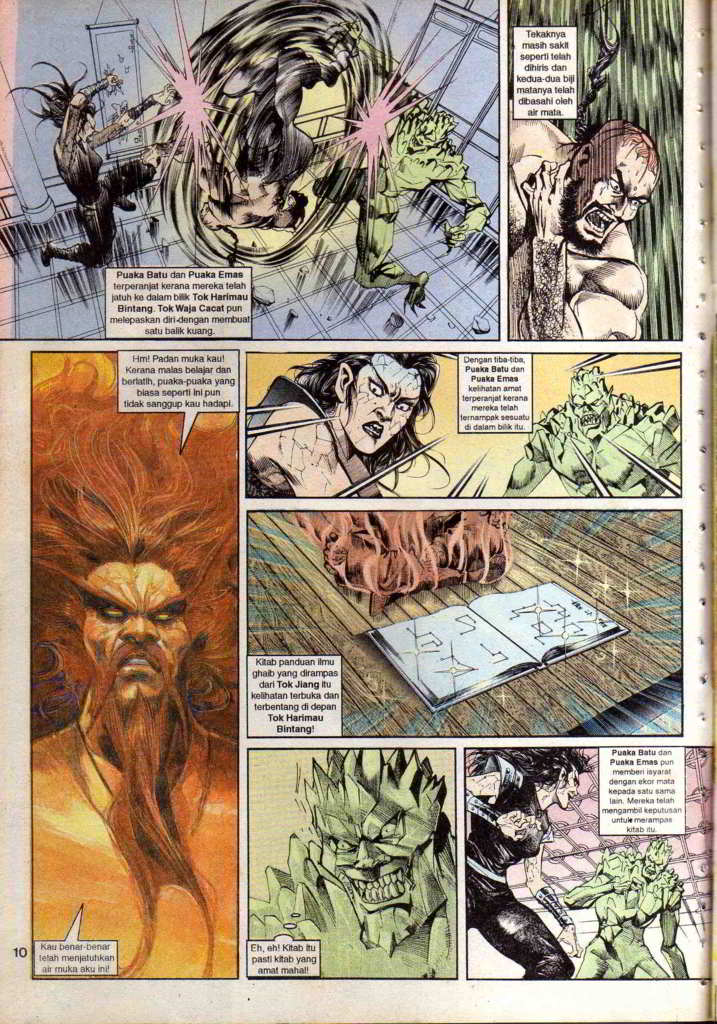 Puaka Batu dan Puaka Emas
terperanjat kerana mereka telah
jatuh ke dalam bilik Tok Harimau
Bintang. Tok Waja Cacat pun
melepaskan diri-dengan membuat
satu balik kuang.
Tekaknya
masih sakit
seperti telah
dihiris dan
kedua-dua biji
matanya telah
dibasahi oleh
air mata.
Hm! Padan muka kau!
Kerana malas belajar dan
berlatih, puaka-puaka yang
biasa seperti ini pun
tidak sanggup kau hadapi.
Kau benar-benar
telah menjatuhkan
air muka aku ini!
Dengan tiba-tiba,
Puaka Batu dan
Puaka Emas
kelihatan amat
terperanjat kerana
mereka telah
ternampak sesuatu
di dalam bilik itu.
Kitab panduan ilmu
ghaib yang dirampas
dari Tok Jiang itu
kelihatan terbuka dan
terbentang di depan
Tok Harimau
Bintang!
Eh, eh! Kitab itu
pasti kitab yang
amat mahal!
Puaka Batu dan
Puaka Emas pun
memberi isyarat
dengan ekor mata
kepada satu sama
lain. Mereka telah
mengambil keputusan
untuk merampas
kitab itu.
10